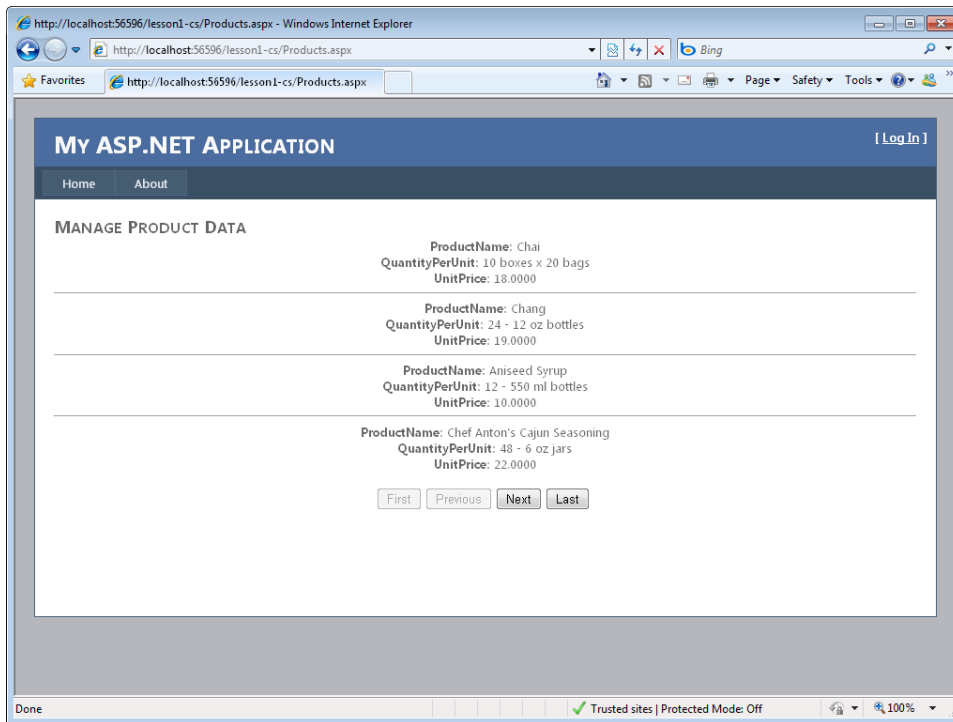 http://localhost:56596/lesson1-cs/Products.aspx - Windows Internet Explorer
http://localhost:56596/lesson1-cs/Products.aspx
Bing
Favorites
http://localhost:56596/lesson1-cs/Products.aspx
Page
Safety
Tools
My ASP.NET Application
[ Log In ]
Home
About
Manage Product Data
ProductName: Chai
QuantityPerUnit: 10 boxes x 20 bags
UnitPrice: 18.0000
ProductName: Chang
QuantityPerUnit: 24 - 12 oz bottles
UnitPrice: 19.0000
ProductName: Aniseed Syrup
QuantityPerUnit: 12 - 550 ml bottles
UnitPrice: 10.0000
ProductName: Chef Anton's Cajun Seasoning
QuantityPerUnit: 48 - 6 oz jars
UnitPrice: 22.0000
First
Previous
Next
Last
Done
Trusted sites | Protected Mode: Off
100%